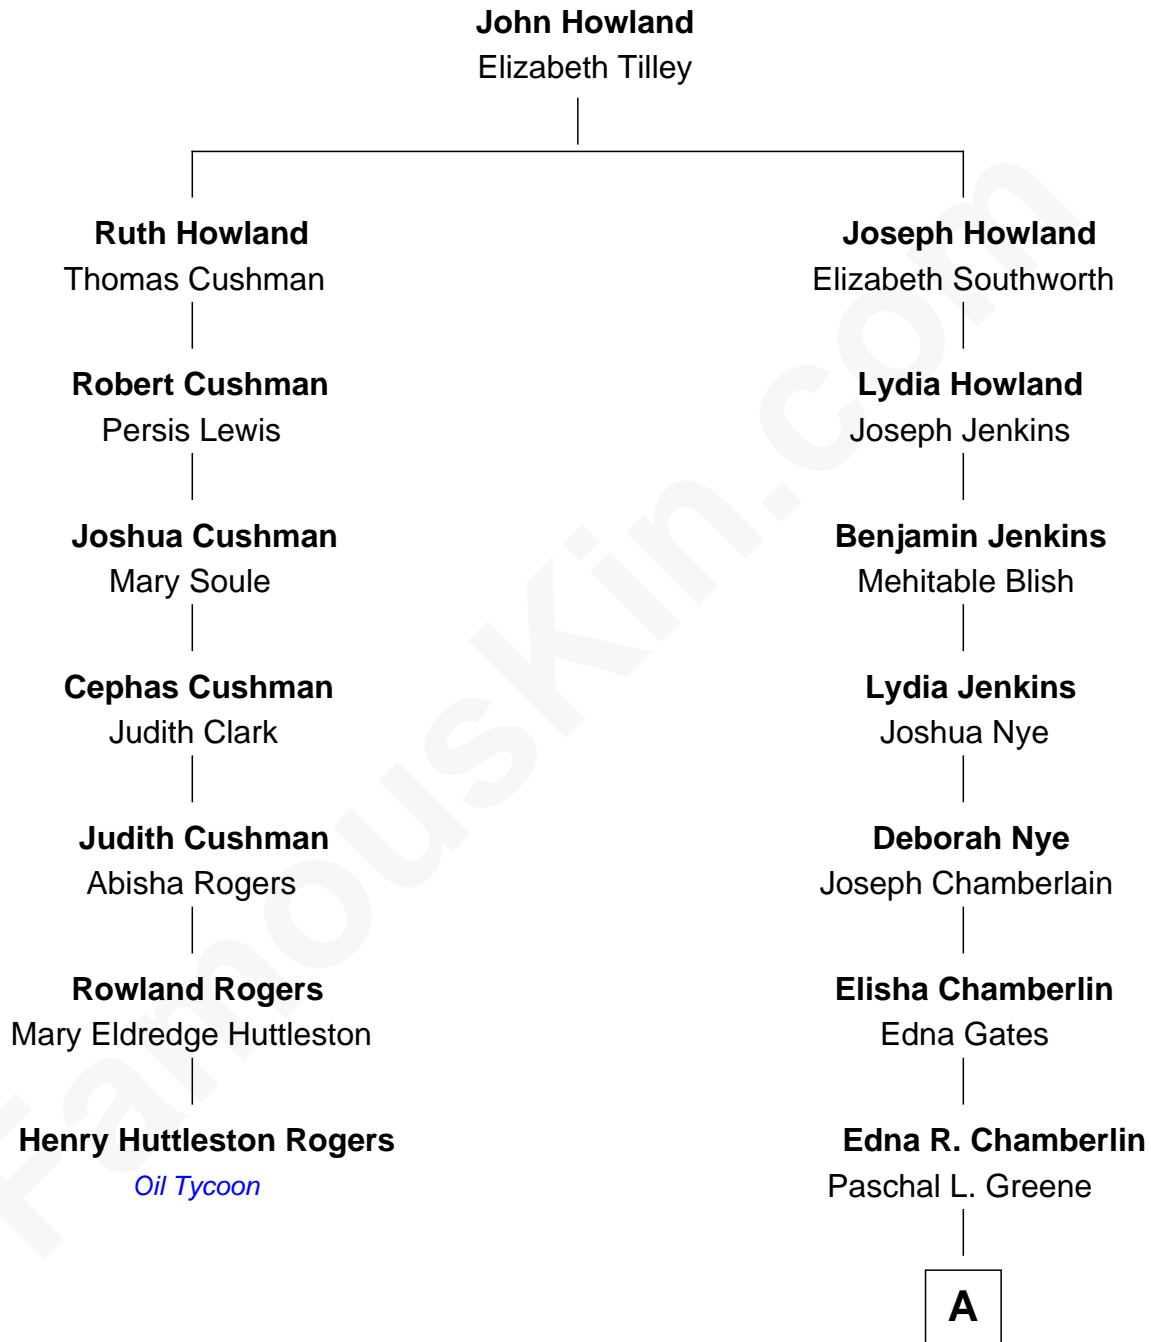 John Howland
Elizabeth Tilley
Ruth Howland
Thomas Cushman
Joseph Howland
Elizabeth Southworth
Robert Cushman
Persis Lewis
Lydia Howland
Joseph Jenkins
Joshua Cushman
Mary Soule
Benjamin Jenkins
Mehitable Blish
Cephas Cushman
Judith Clark
Lydia Jenkins
Joshua Nye
Judith Cushman
Abisha Rogers
Deborah Nye
Joseph Chamberlain
Rowland Rogers
Mary Eldredge Huttleston
Elisha Chamberlin
Edna Gates
Henry Huttleston Rogers
Oil Tycoon
Edna R. Chamberlin
Paschal L. Greene
A
FamousKin.com